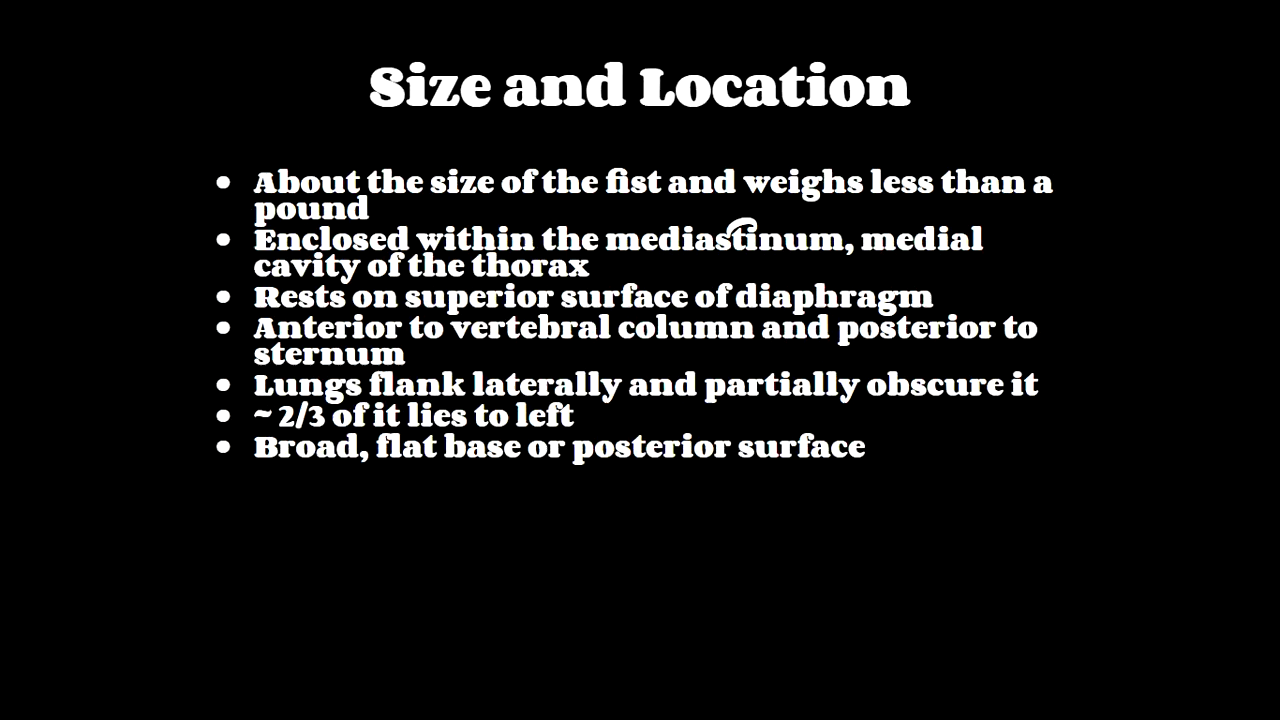 Size and Location
• About the size of the fist and weighs less than a
pound
• Enclosed within the mediastinum, medial
cavity of the thorax
• Rests on superior surface of diaphragm
• Anterior to vertebral column and posterior to
sternum
• Lungs flank laterally and partially obscure it
• ~ 2/3 of it lies to left
• Broad, flat base or posterior surface